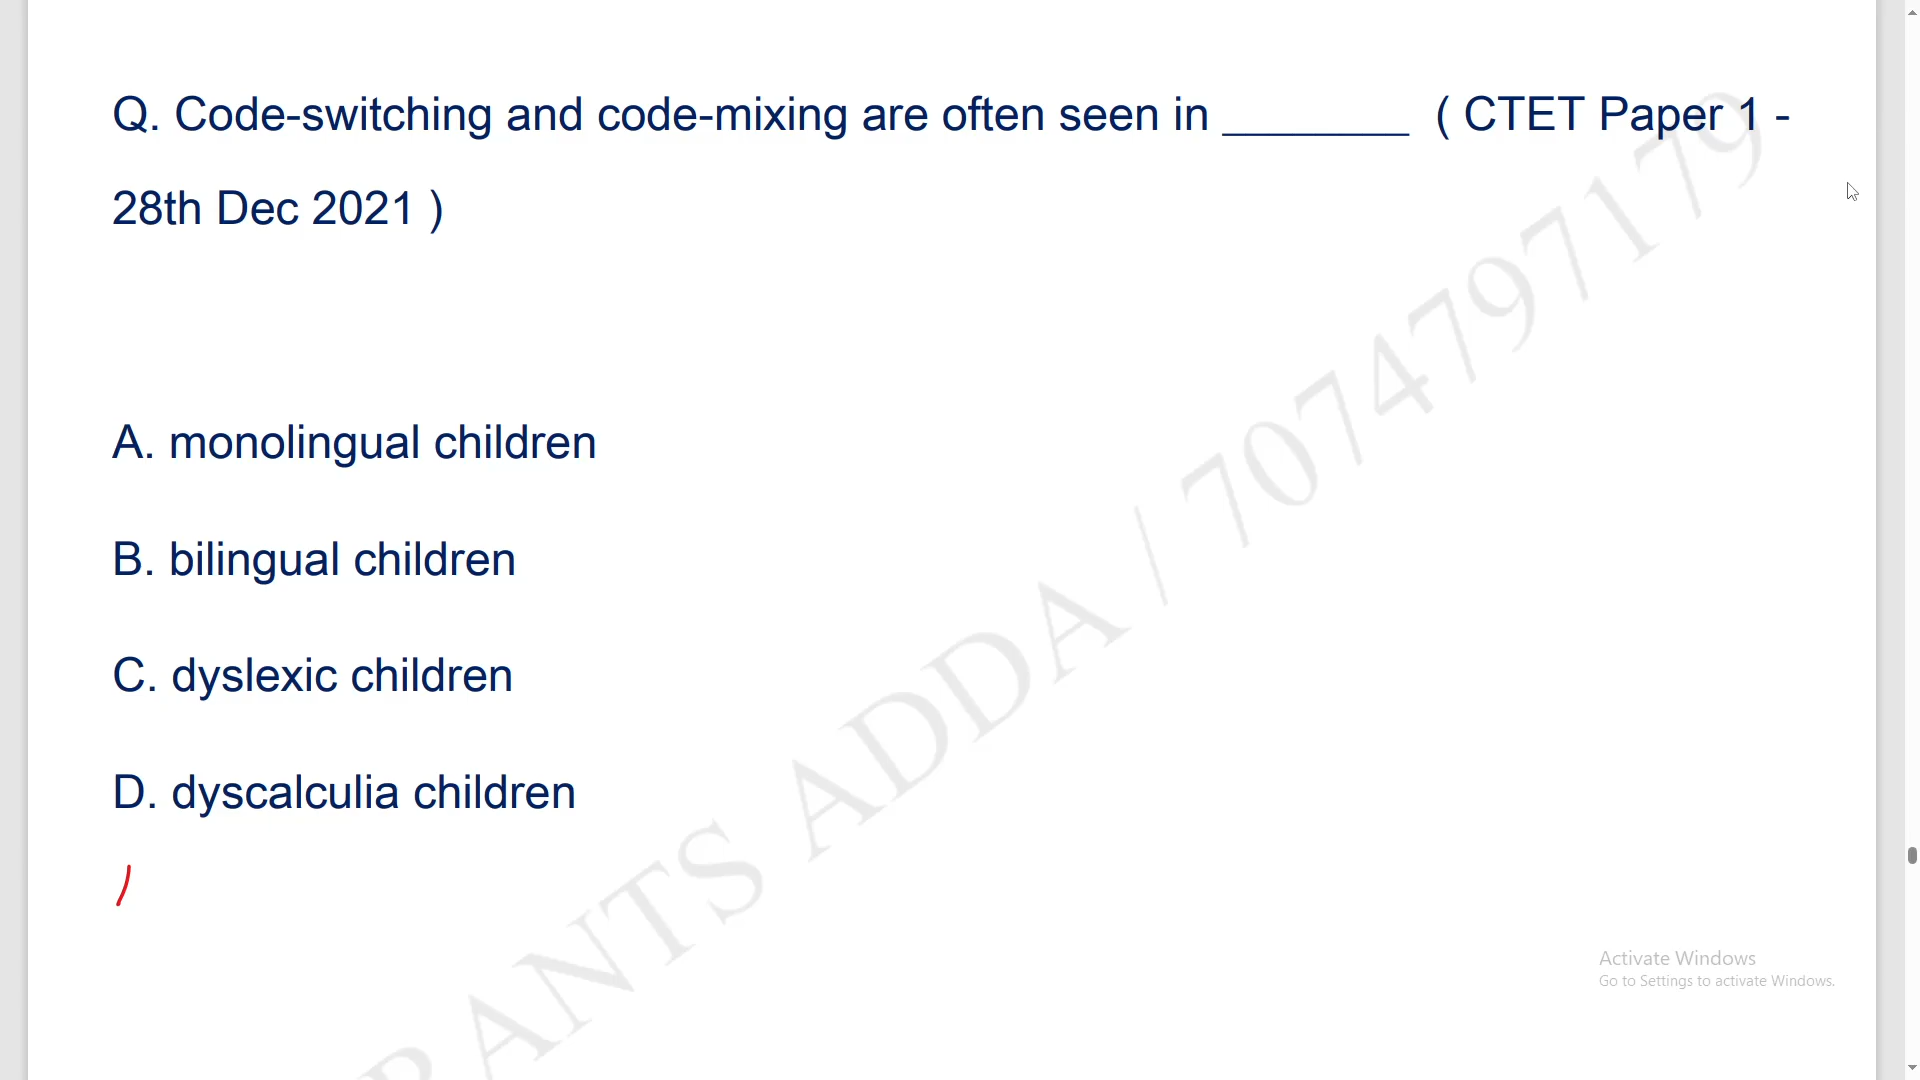 Q. Code-switching and code-mixing are often seen in ________ ( CTET Paper 1 -
28th Dec 2021 )
A. monolingual children
B. bilingual children
C. dyslexic children
D. dyscalculia children
ANTS ADDA / 7074797179
Activate Windows
Go to Settings to activate Windows.